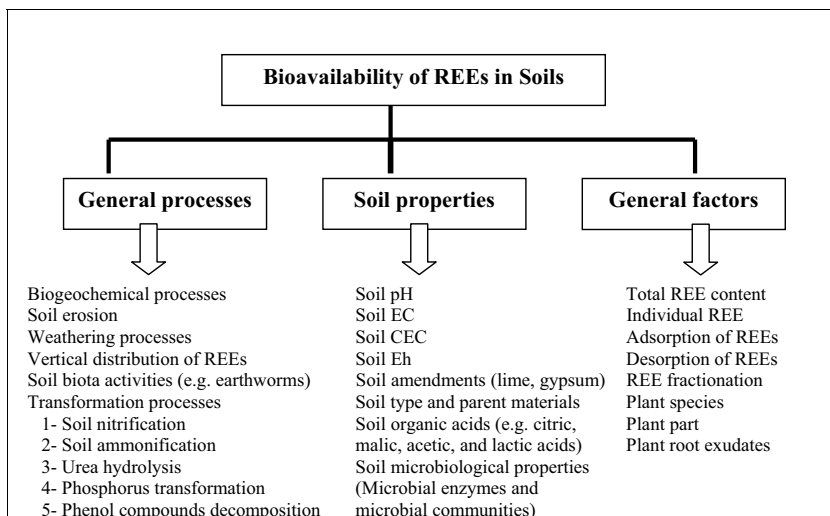 Bioavailability of REEs in Soils
General processes
Soil properties
General factors
Biogeochemical processes
Soil erosion
Weathering processes
Vertical distribution of REEs
Soil biota activities (e.g. earthworms)
Transformation processes
1- Soil nitrification
2- Soil ammonification
3- Urea hydrolysis
4- Phosphorus transformation
5- Phenol compounds decomposition
Soil pH
Soil EC
Soil CEC
Soil Eh
Soil amendments (lime, gypsum)
Soil type and parent materials
Soil organic acids (e.g. citric,
malic, acetic, and lactic acids)
Soil microbiological properties
(Microbial enzymes and
microbial communities)
Total REE content
Individual REE
Adsorption of REEs
Desorption of REEs
REE fractionation
Plant species
Plant part
Plant root exudates